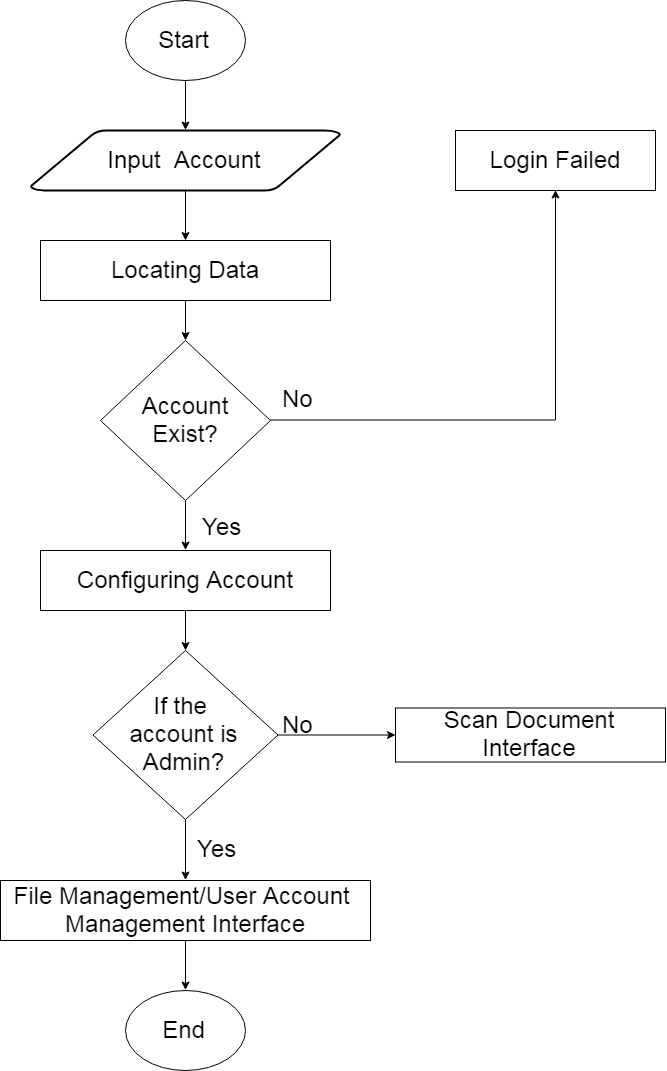 Start
Input  Account
Login Failed
Locating Data
Account
Exist?
No
Yes
Configuring Account
If the
account is
Admin?
No
Scan Document
Interface
Yes
File Management/User Account
Management Interface
End